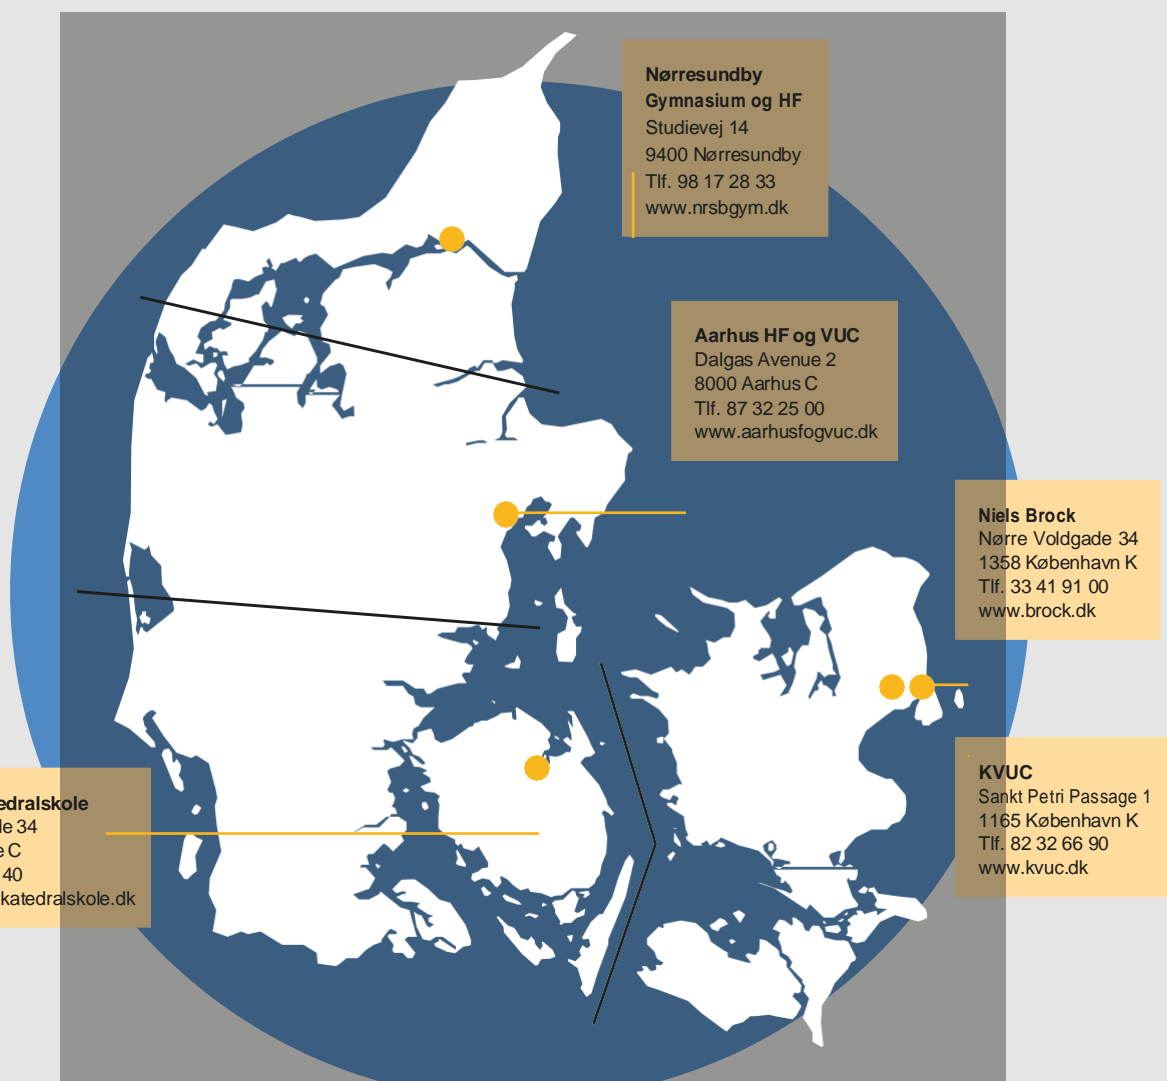 Nørresundby
Gymnasium og HF
Studievej 14
9400 Nørresundby
Tlf. 98 17 28 33
www.nrsbgym.dk
Aarhus HF og VUC
Dalgas Avenue 2
8000 Aarhus C
Tlf. 87 32 25 00
www.aarhusfogvuc.dk
Niels Brock
Nørre Voldgade 34
1358 København K
Tlf. 33 41 91 00
www.brock.dk
KVUC
Sankt Petri Passage 1
1165 København K
Tlf. 82 32 66 90
www.kvuc.dk
edralskole
le 34
e C
40
katedralskole.dk